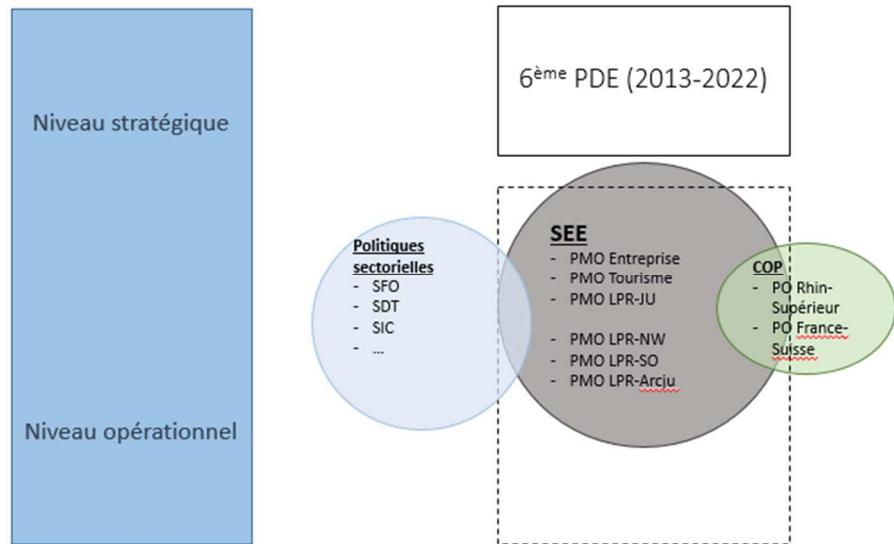 Niveau stratégique
6ème PDE (2013-2022)
Politiques
sectorielles
- SFO
- SDT
- SIC
- ...
SEE
- PMO Entreprise
- PMO Tourisme
- PMO LPR-JU
- PMO LPR-NW
- PMO LPR-SO
- PMO LPR-Arcju
COP
- PO Rhin-
Supérieur
- PO France-
Suisse
Niveau opérationnel